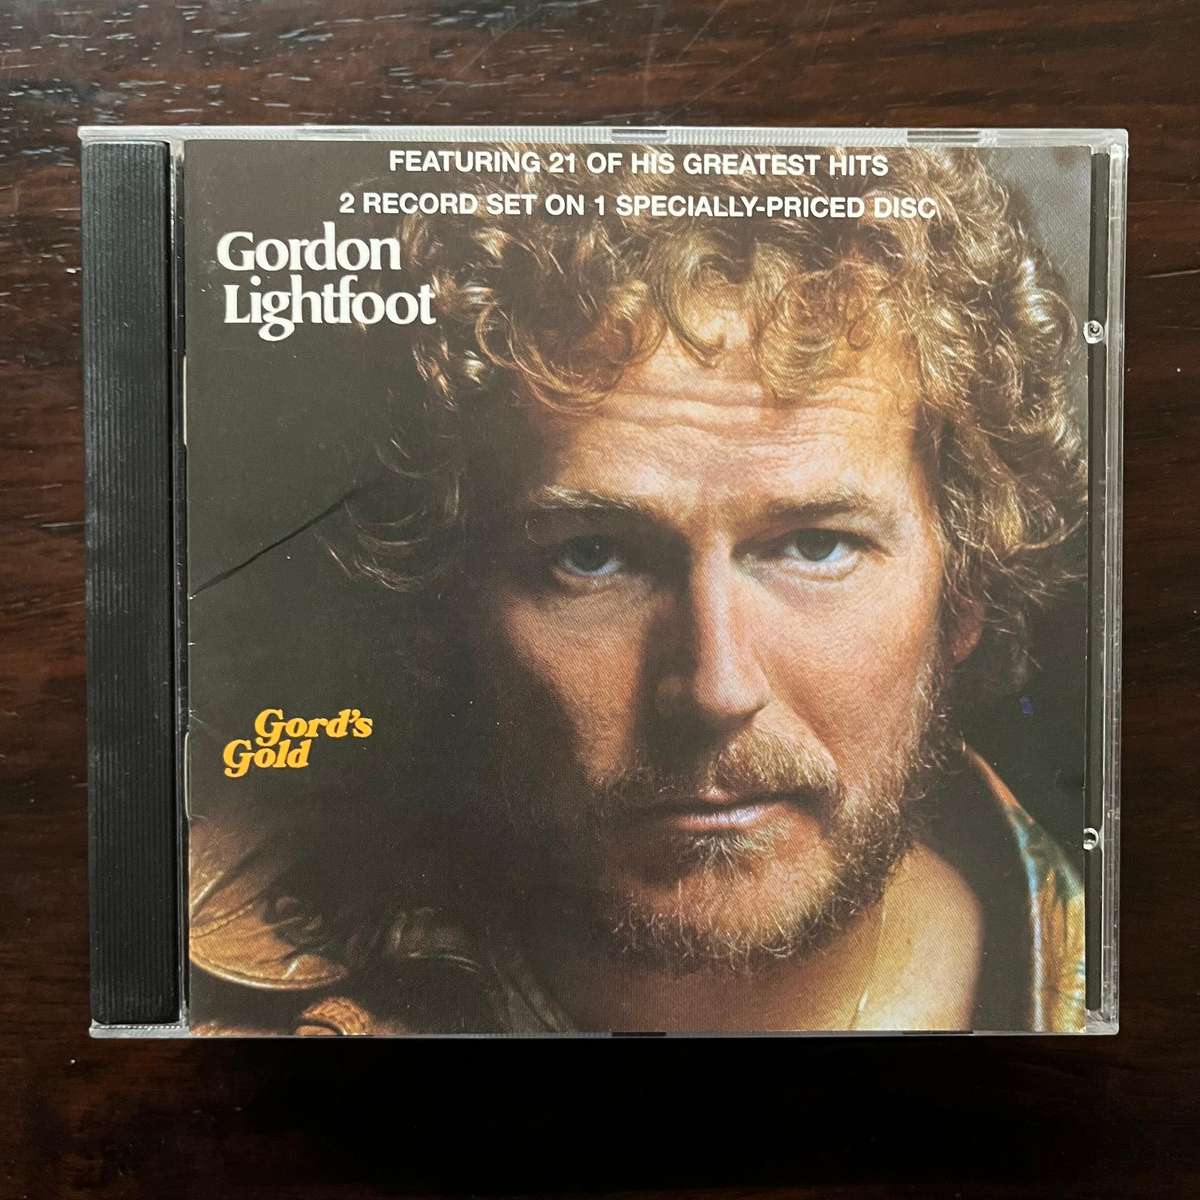 FEATURING 21 OF HIS GREATEST HITS
2 RECORD SET ON 1 SPECIALLY-PRICED DISC
Gordon
Lightfoot
Gord's
Gold